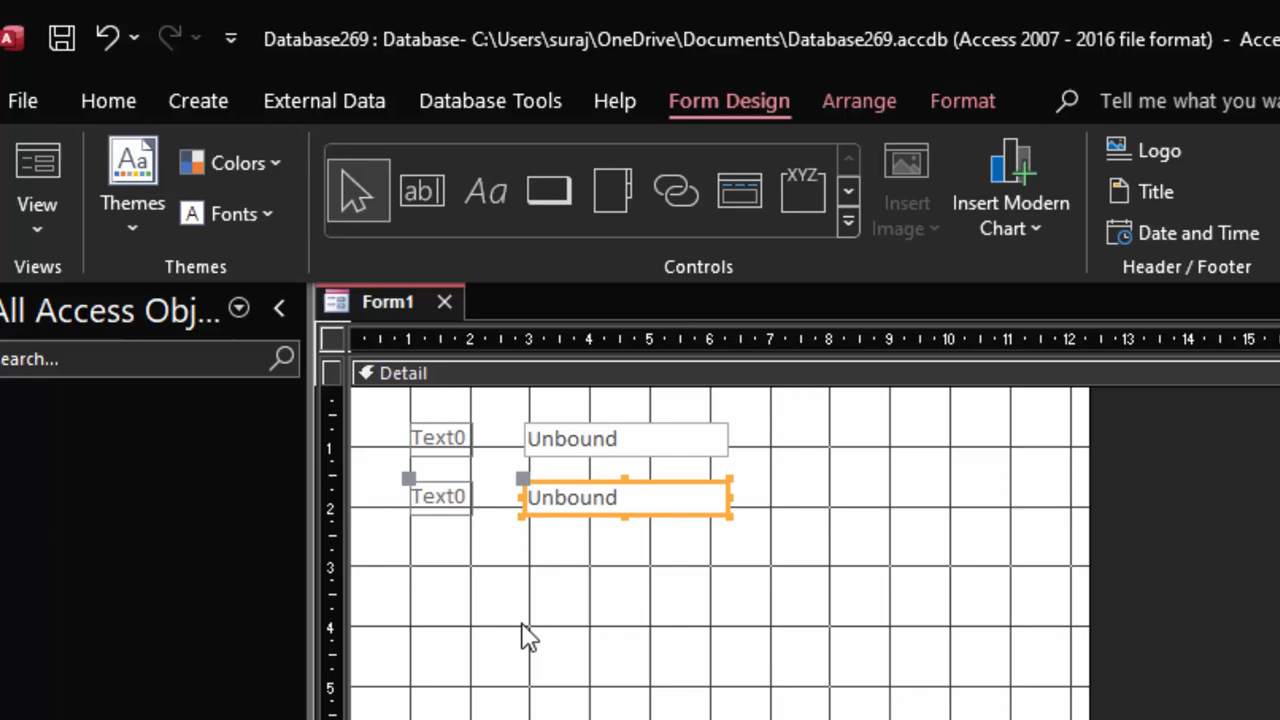 Database269 : Database- C:\Users\suraj\OneDrive\Documents\Database269.accdb (Access 2007 - 2016 file format) - Acce
File Home Create External Data Database Tools Help Form Design Arrange Format Tell me what you wa
View
Views
Aa
Themes
Colors
Fonts
Themes
ab|
Aa
XYZ
Controls
Insert
Image
Insert Modern
Chart
Logo
Title
Date and Time
Header / Footer
All Access Obj...
earch...
Form1
1 2 3 4 5 6 7 8 9 10 11 12 13 14 15
Detail
1
2
3
4
5
Text0 Unbound
Text0 Unbound